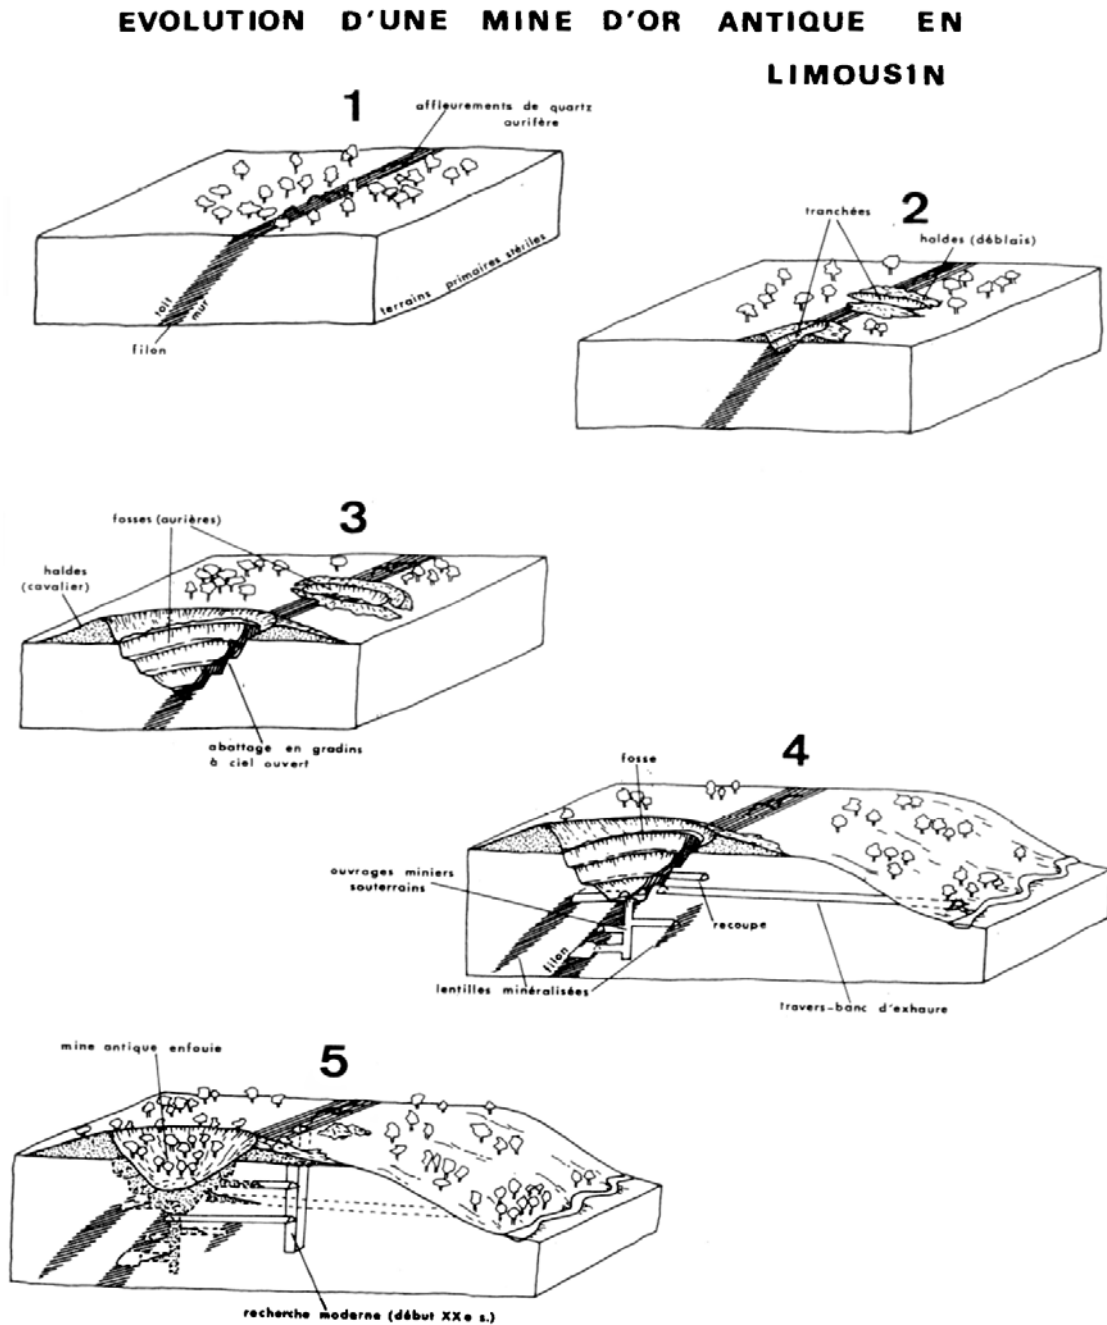 EVOLUTION D'UNE MINE D'OR ANTIQUE EN
LIMOUSIN
1
affleurements de quartz
aurifère
toit
mur
filon
terrains primaires stériles
2
tranchées
haldes (déblais)
3
fosses (aurières)
haldes
(cavalier)
abattage en gradins
à ciel ouvert
4
fosse
ouvrages miniers
souterrains
recoupe
filon
lentilles minéralisées
travers-banc d'exhaure
5
mine antique enfouie
recherche moderne (début XXe s.)